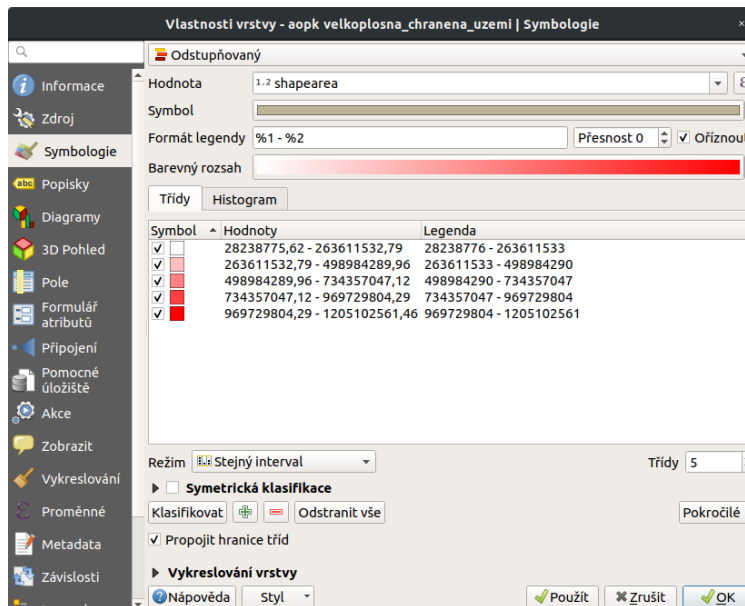 Vlastnosti vrstvy - aopk velkoplosna_chranena_uzemi | Symbologie
Odstupňovaný
Informace
Zdroj
Symbologie
abc Popisky
Diagramy
3D Pohled
Pole
Formulář
atributů
Připojení
Pomocné
úložiště
Akce
Zobrazit
Vykreslování
Proměnné
Metadata
Závislosti
Hodnota 1.2 shapearea
Symbol
Formát legendy %1 - %2 Přesnost 0 Oříznout
Barevný rozsah
Třídy Histogram
Symbol Hodnoty Legenda
28238775,62 - 263611532,79 28238776 - 263611533
263611532,79 - 498984289,96 263611533 - 498984290
498984289,96 - 734357047,12 498984290 - 734357047
734357047,12 - 969729804,29 734357047 - 969729804
969729804,29 - 1205102561,46 969729804 - 1205102561
Režim Stejný interval Třídy 5
Symetrická klasifikace
Klasifikovat Odstranit vše Pokročilé
Propojit hranice tříd
Vykreslování vrstvy
Nápověda Styl Použít Zrušit OK